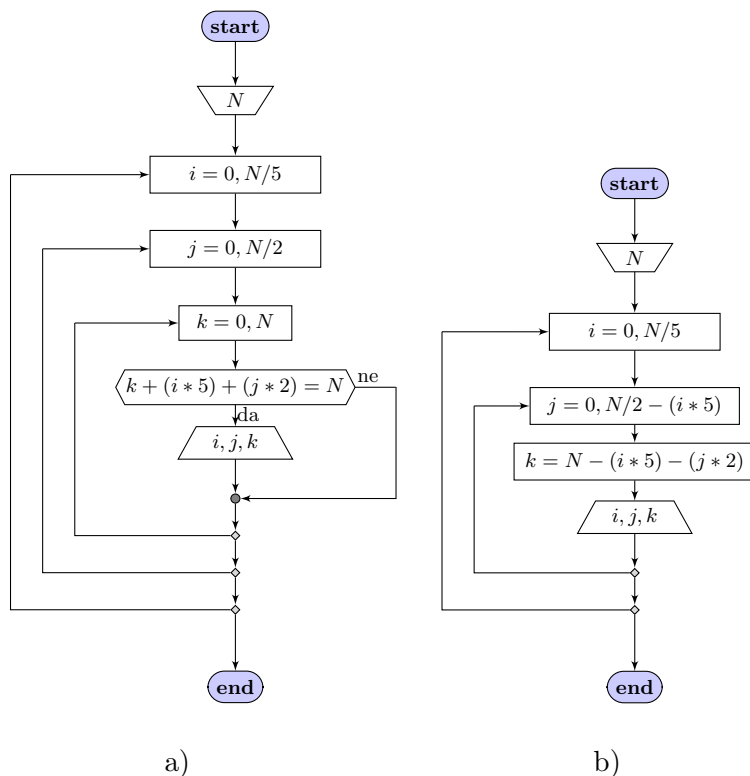 start
N
i = 0, N/5
j = 0, N/2
k = 0, N
k + (i ∗ 5) + (j ∗ 2) = N
ne
da
i, j, k
end
a)
start
N
i = 0, N/5
j = 0, N/2 − (i ∗ 5)
k = N − (i ∗ 5) − (j ∗ 2)
i, j, k
end
b)